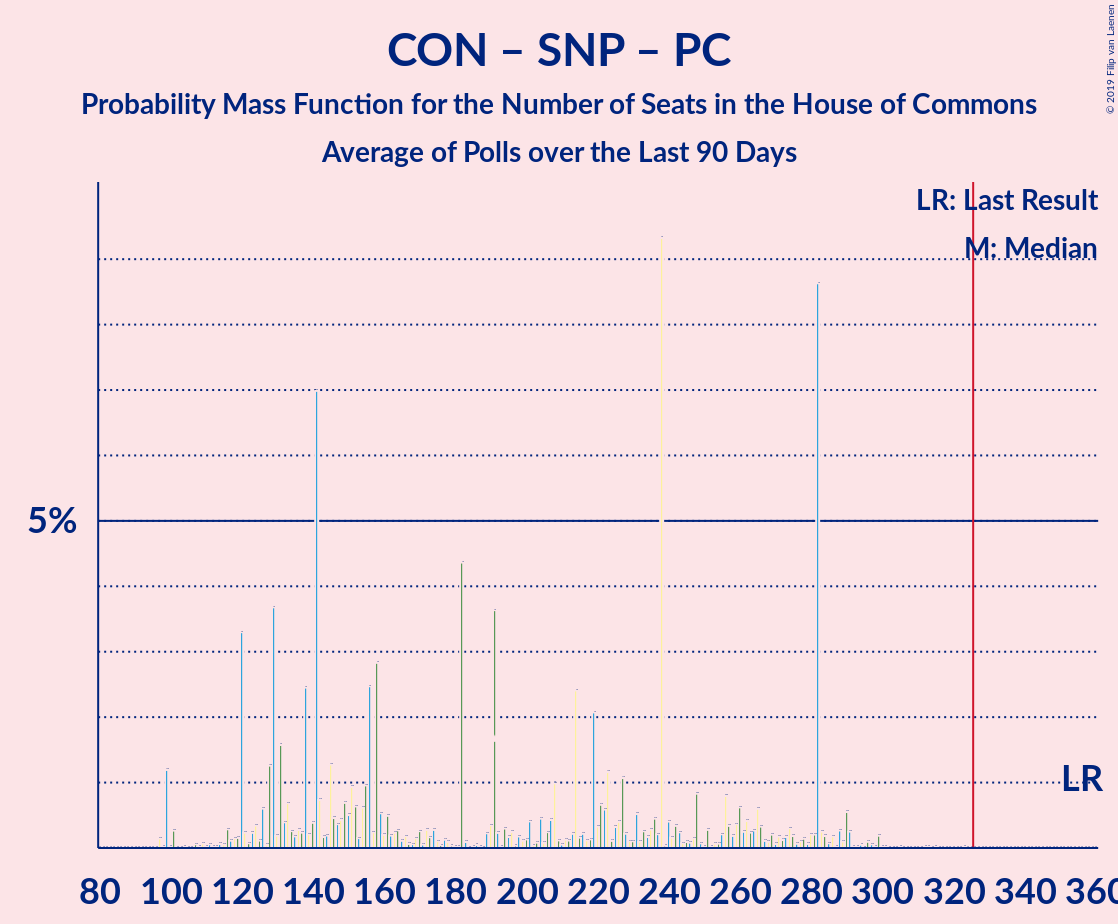 CON – SNP – PC
Probability Mass Function for the Number of Seats in the House of Commons
Average of Polls over the Last 90 Days
© 2019 Filip van Laenen
LR: Last Result
M: Median
5%
LR
80 100 120 140 160 180 200 220 240 260 280 300 320 340 360